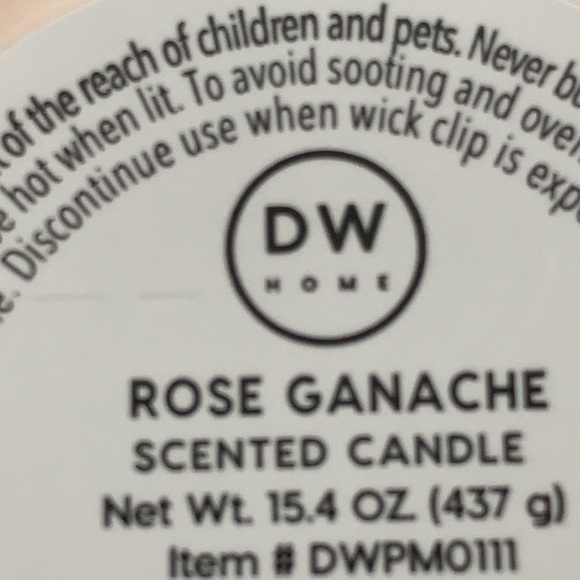 of the reach of children and pets. Never
hot when lit. To avoid sooting and
Discontinue use when wick clip is
DW
HOME
ROSE GANACHE
SCENTED CANDLE
Net Wt. 15.4 OZ. (437 g)
Item # DWPM0111